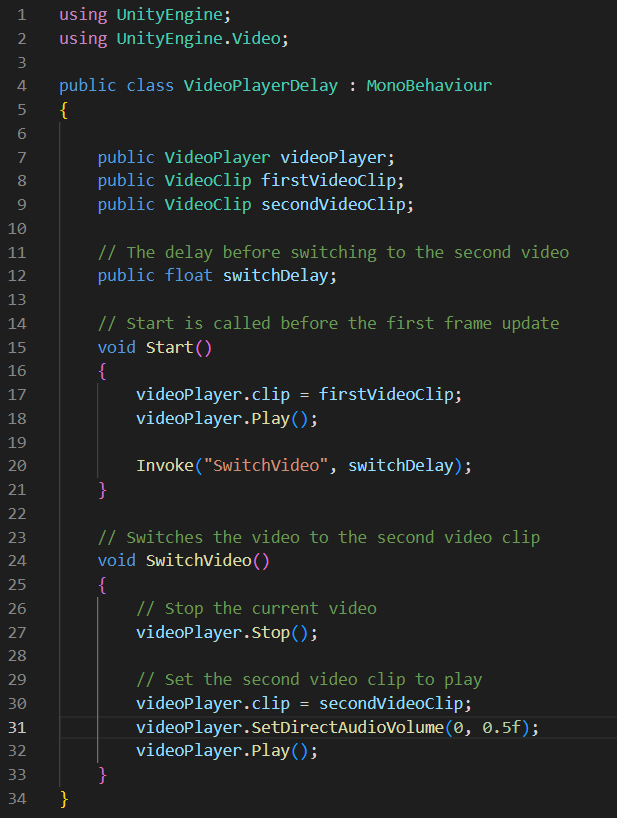 1 using UnityEngine;
2 using UnityEngine.Video;
3
4 public class VideoPlayerDelay : MonoBehaviour
5 {
6
7     public VideoPlayer videoPlayer;
8     public VideoClip firstVideoClip;
9     public VideoClip secondVideoClip;
10
11     // The delay before switching to the second video
12     public float switchDelay;
13
14     // Start is called before the first frame update
15     void Start()
16     {
17         videoPlayer.clip = firstVideoClip;
18         videoPlayer.Play();
19
20         Invoke("SwitchVideo", switchDelay);
21     }
22
23     // Switches the video to the second video clip
24     void SwitchVideo()
25     {
26         // Stop the current video
27         videoPlayer.Stop();
28
29         // Set the second video clip to play
30         videoPlayer.clip = secondVideoClip;
31         videoPlayer.SetDirectAudioVolume(0, 0.5f);
32         videoPlayer.Play();
33     }
34 }